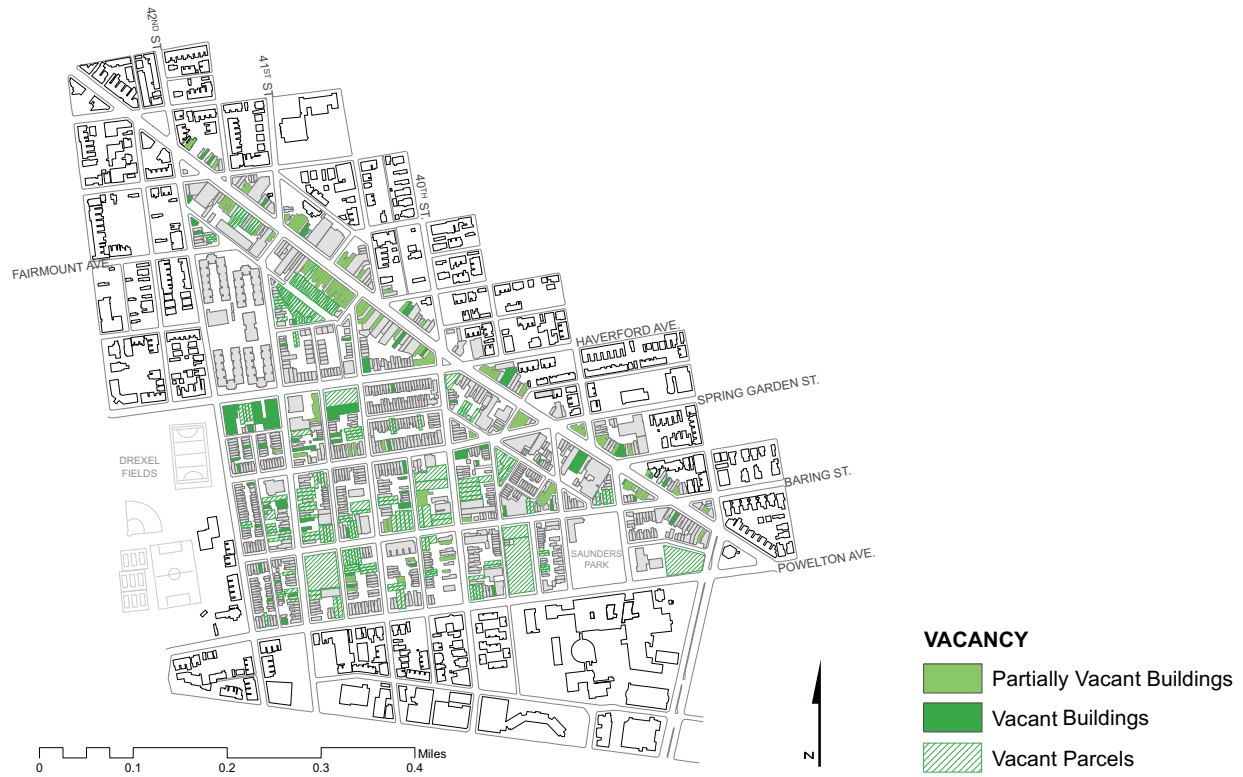 42ND ST.
41ST ST.
40TH ST.
FAIRMOUNT AVE.
HAVERFORD AVE.
SPRING GARDEN ST.
DREXEL
FIELDS
BARING ST.
SAUNDERS
PARK
POWELTON AVE.
VACANCY
Partially Vacant Buildings
Vacant Buildings
Vacant Parcels
N
Miles
0 0.1 0.2 0.3 0.4